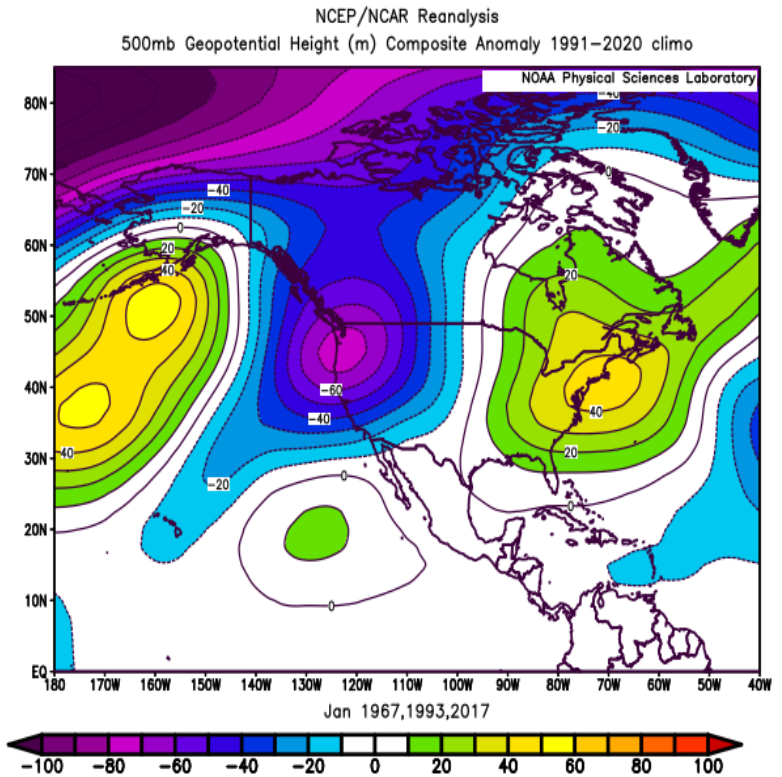 NCEP/NCAR Reanalysis
500mb Geopotential Height (m) Composite Anomaly 1991-2020 climo
NOAA Physical Sciences Laboratory
80N
70N
60N
50N
40N
30N
20N
10N
EQ
-40
-20
0
-40
-20
0
20
40
20
-60
-40
40
40
20
-20
0
0
0
180 170W 160W 150W 140W 130W 120W 110W 100W 90W 80W 70W 60W 50W 40W
Jan 1967,1993,2017
-100 -80 -60 -40 -20 0 20 40 60 80 100